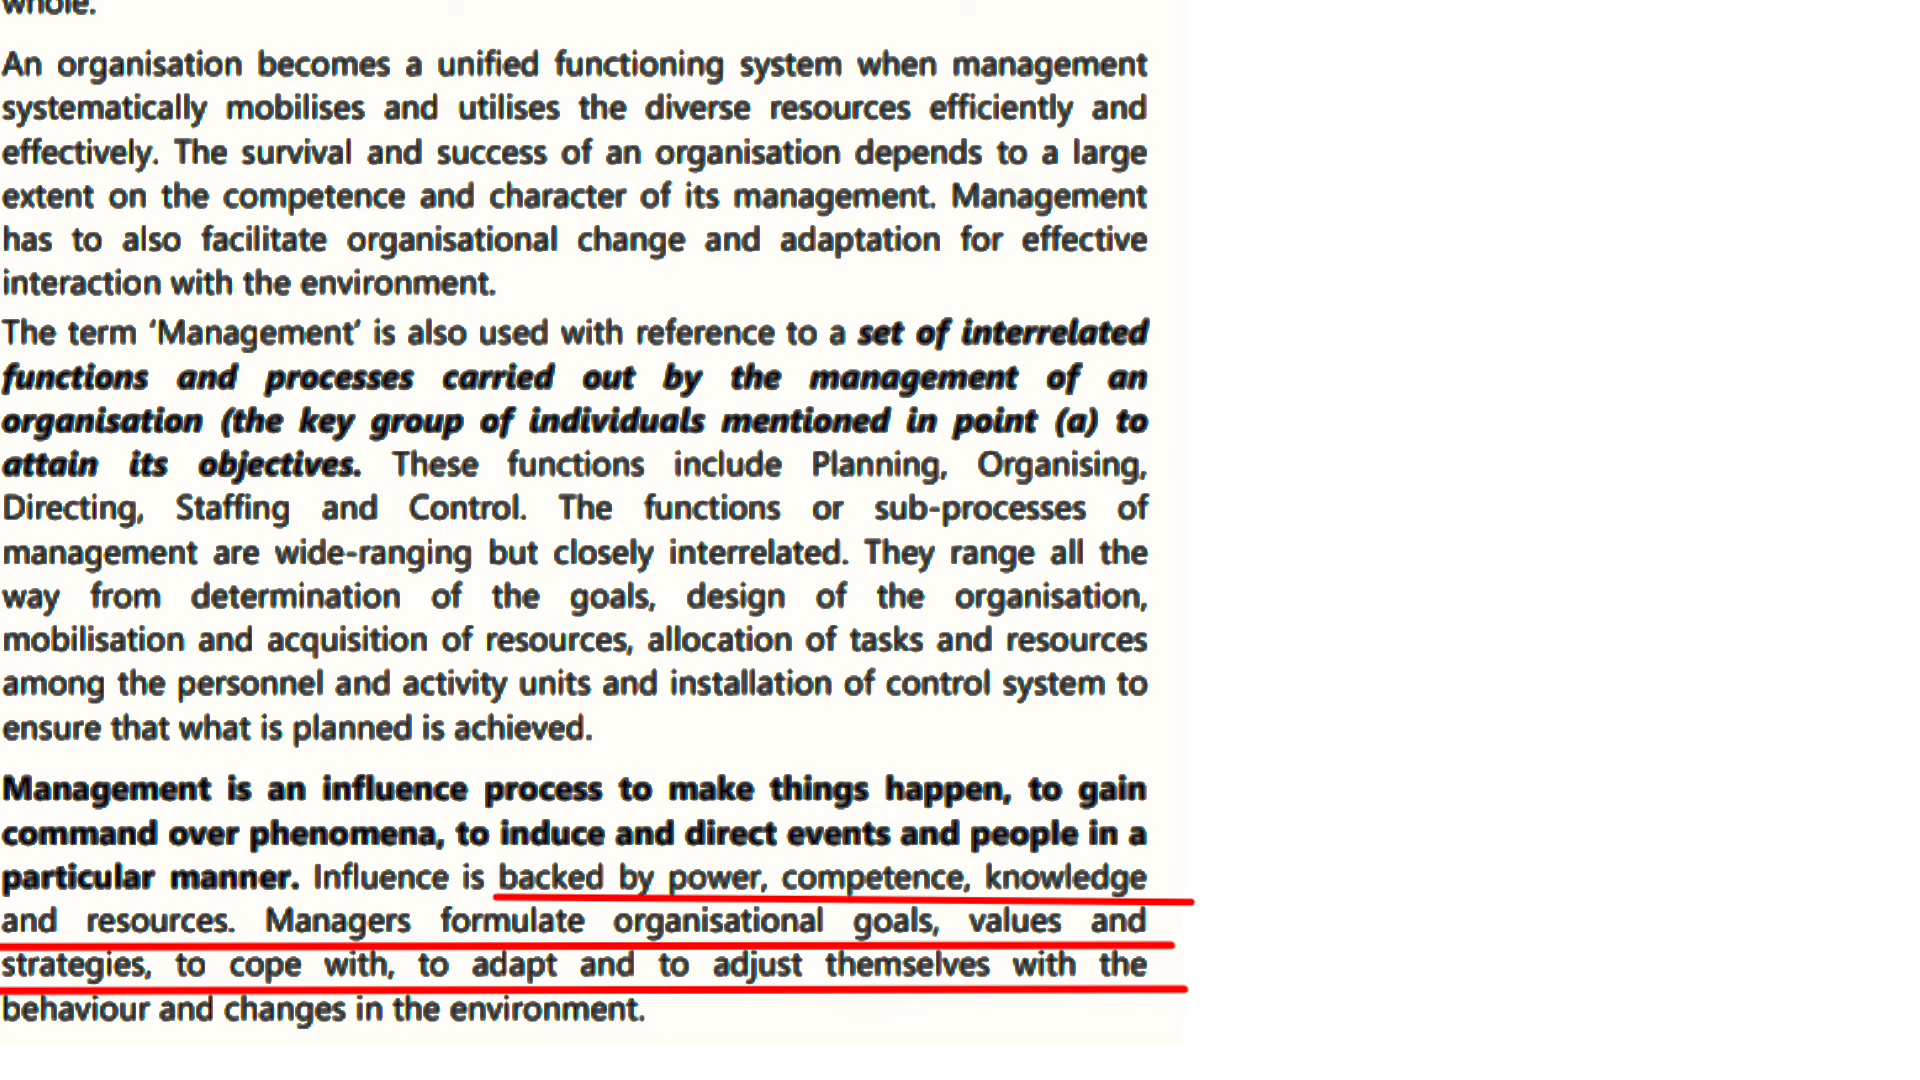 whole.
An organisation becomes a unified functioning system when management
systematically mobilises and utilises the diverse resources efficiently and
effectively. The survival and success of an organisation depends to a large
extent on the competence and character of its management. Management
has to also facilitate organisational change and adaptation for effective
interaction with the environment.
The term ‘Management’ is also used with reference to a set of interrelated
functions and processes carried out by the management of an
organisation (the key group of individuals mentioned in point (a) to
attain its objectives. These functions include Planning, Organising,
Directing, Staffing and Control. The functions or sub-processes of
management are wide-ranging but closely interrelated. They range all the
way from determination of the goals, design of the organisation,
mobilisation and acquisition of resources, allocation of tasks and resources
among the personnel and activity units and installation of control system to
ensure that what is planned is achieved.
Management is an influence process to make things happen, to gain
command over phenomena, to induce and direct events and people in a
particular manner. Influence is backed by power, competence, knowledge
and resources. Managers formulate organisational goals, values and
strategies, to cope with, to adapt and to adjust themselves with the
behaviour and changes in the environment.